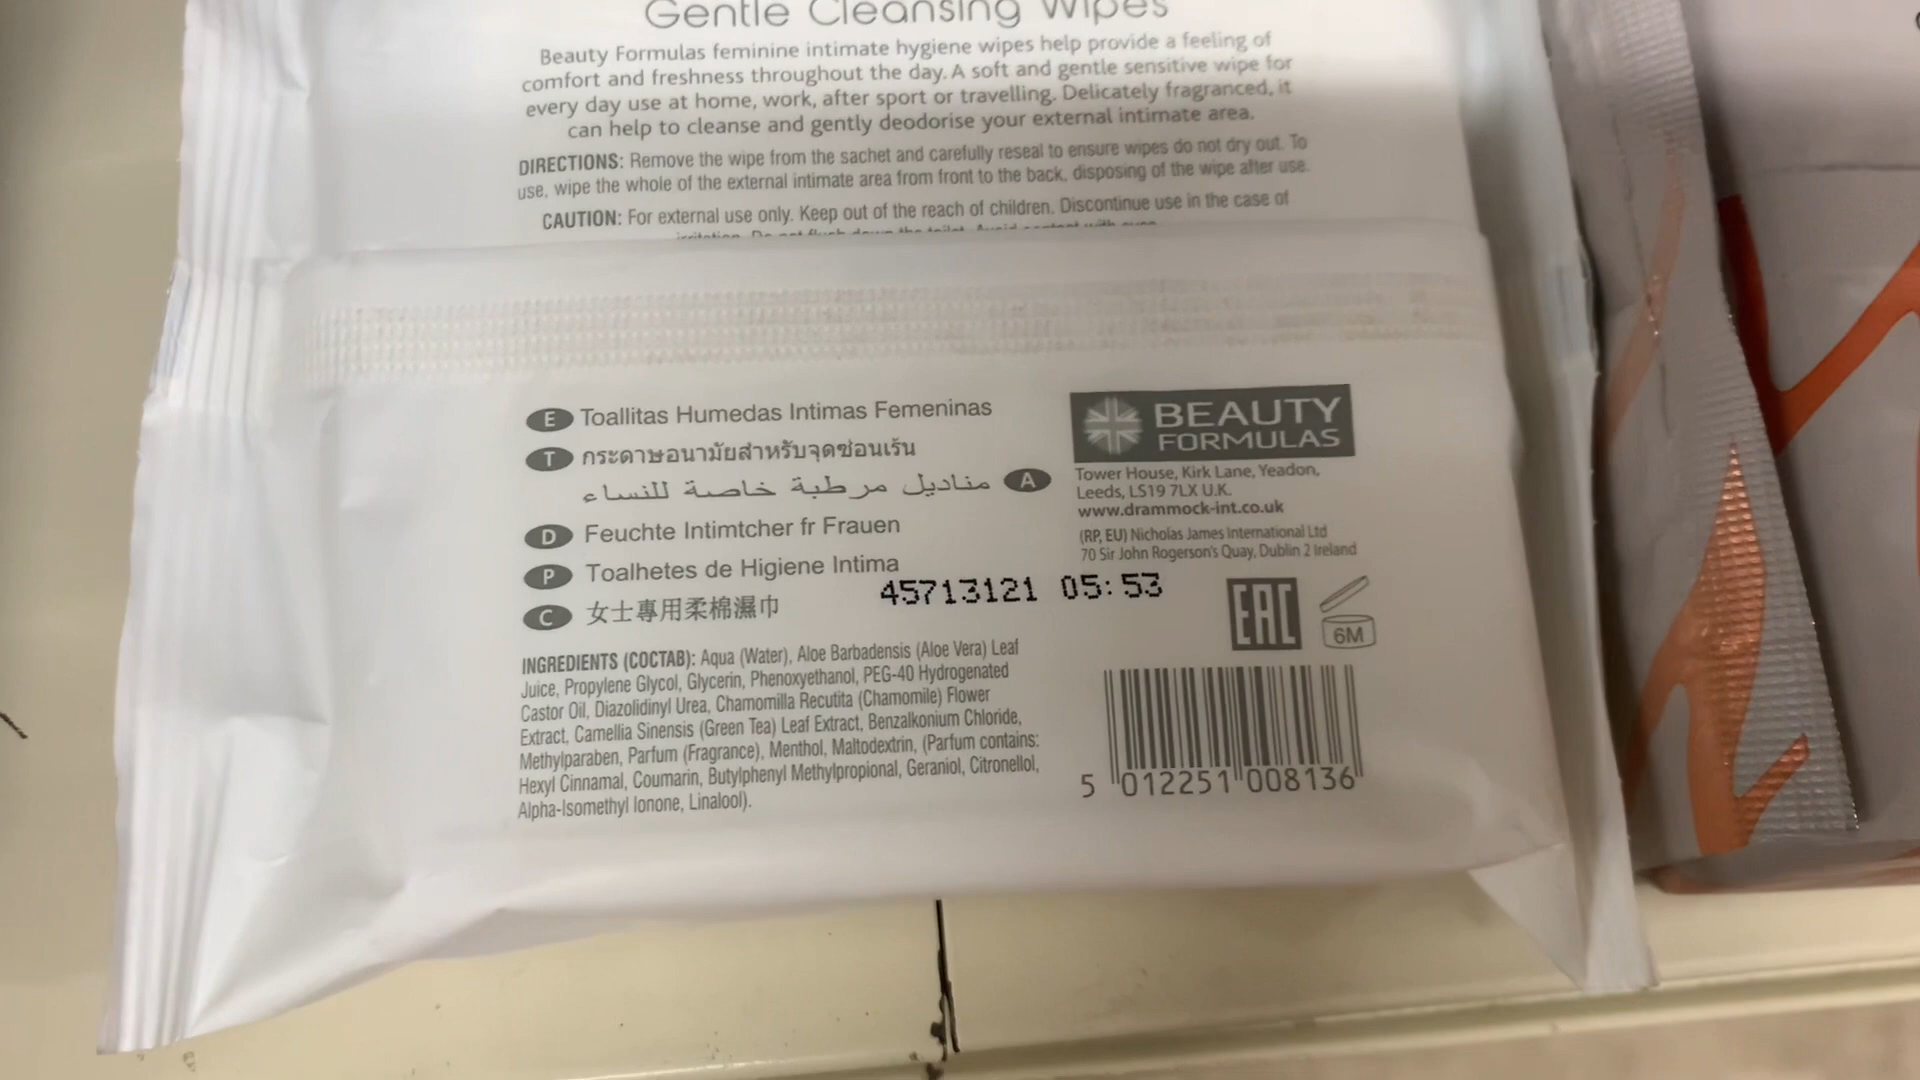 Gentle Cleansing Wipes
Beauty Formulas feminine intimate hygiene wipes help provide a feeling of
comfort and freshness throughout the day. A soft and gentle sensitive wipe for
every day use at home, work, after sport or travelling. Delicately fragranced, it
can help to cleanse and gently deodorise your external intimate area.
DIRECTIONS: Remove the wipe from the sachet and carefully reseal to ensure wipes do not dry out. To
use, wipe the whole of the external intimate area from front to the back, disposing of the wipe after use.
CAUTION: For external use only. Keep out of the reach of children. Discontinue use in the case of
irritation. Do not flush down the toilet. Avoid contact with eyes
E Toallitas Humedas Intimas Femeninas
T กระดาษอนามัยสำหรับจุดซ่อนเร้น
مناديل مرطبة خاصة للنساء A
D Feuchte Intimtcher fr Frauen
P Toalhetes de Higiene Intima
C 女士專用柔棉濕巾
45713121 05:53
BEAUTY
FORMULAS
Tower House, Kirk Lane, Yeadon,
Leeds, LS19 7LX U.K.
www.drammock-int.co.uk
(RP, EU) Nicholas James International Ltd
70 Sir John Rogerson's Quay, Dublin 2 Ireland
EAC
6M
INGREDIENTS (СОСТАВ): Aqua (Water), Aloe Barbadensis (Aloe Vera) Leaf
Juice, Propylene Glycol, Glycerin, Phenoxyethanol, PEG-40 Hydrogenated
Castor Oil, Diazolidinyl Urea, Chamomilla Recutita (Chamomile) Flower
Extract, Camellia Sinensis (Green Tea) Leaf Extract, Benzalkonium Chloride,
Methylparaben, Parfum (Fragrance), Menthol, Maltodextrin, (Parfum contains:
Hexyl Cinnamal, Coumarin, Butylphenyl Methylpropional, Geraniol, Citronellol,
Alpha-Isomethyl Ionone, Linalool).
5 012251 008136